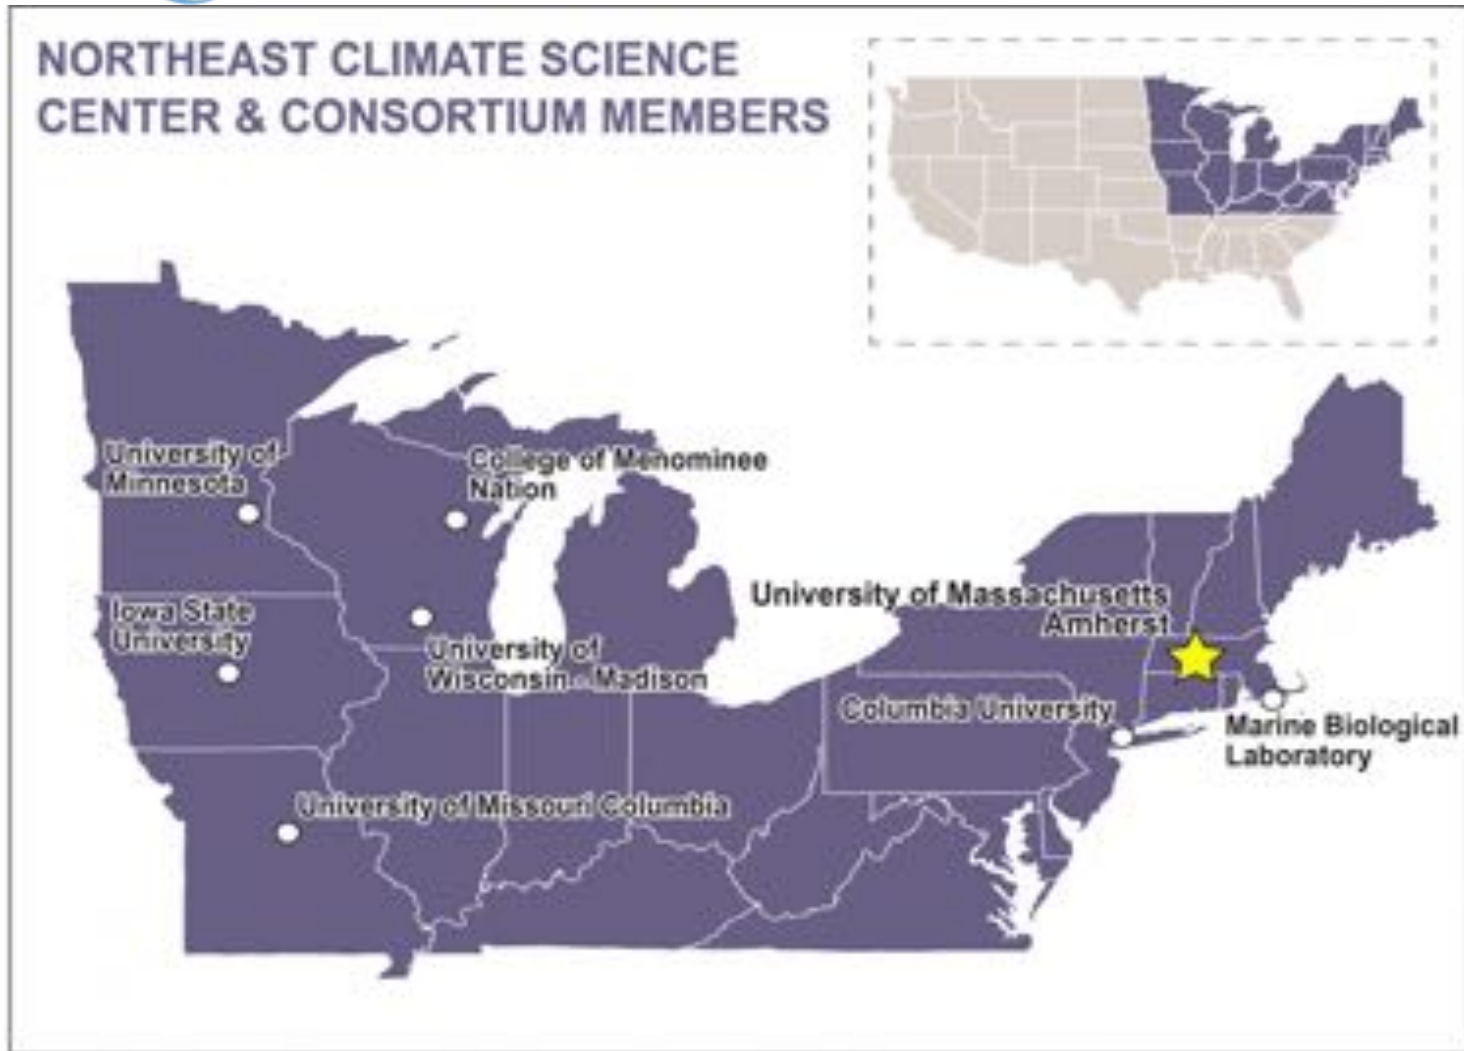 NORTHEAST CLIMATE SCIENCE
CENTER & CONSORTIUM MEMBERS
University of
Minnesota
College of Menominee
Nation
Iowa State
University
University of
Wisconsin - Madison
University of Massachusetts
Amherst
Columbia University
Marine Biological
Laboratory
University of Missouri Columbia